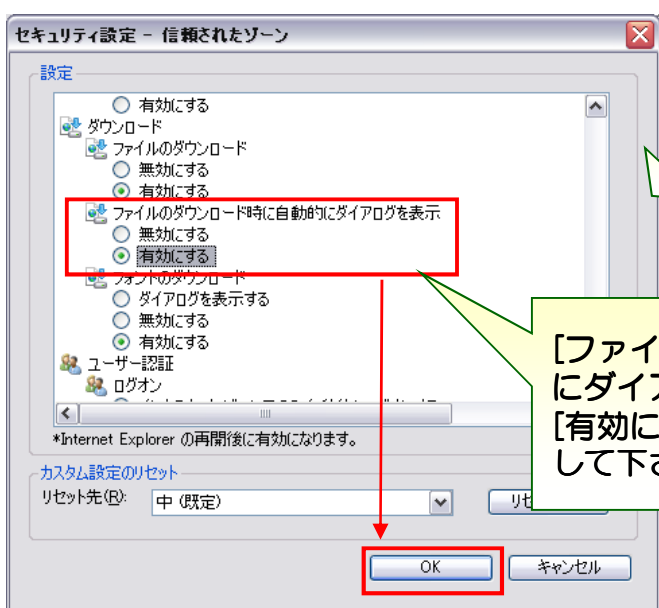 セキュリティ設定 - 信頼されたゾーン
設定
有効にする
ダウンロード
ファイルのダウンロード
無効にする
有効にする
ファイルのダウンロード時に自動的にダイアログを表示
無効にする
有効にする
フォントのダウンロード
ダイアログを表示する
無効にする
有効にする
ユーザー認証
ログオン
*Internet Explorer の再開後に有効になります。
[ファイ
にダイア
[有効に
して下さ
カスタム設定のリセット
リセット先(R):
中 (既定)
リセ
OK
キャンセル